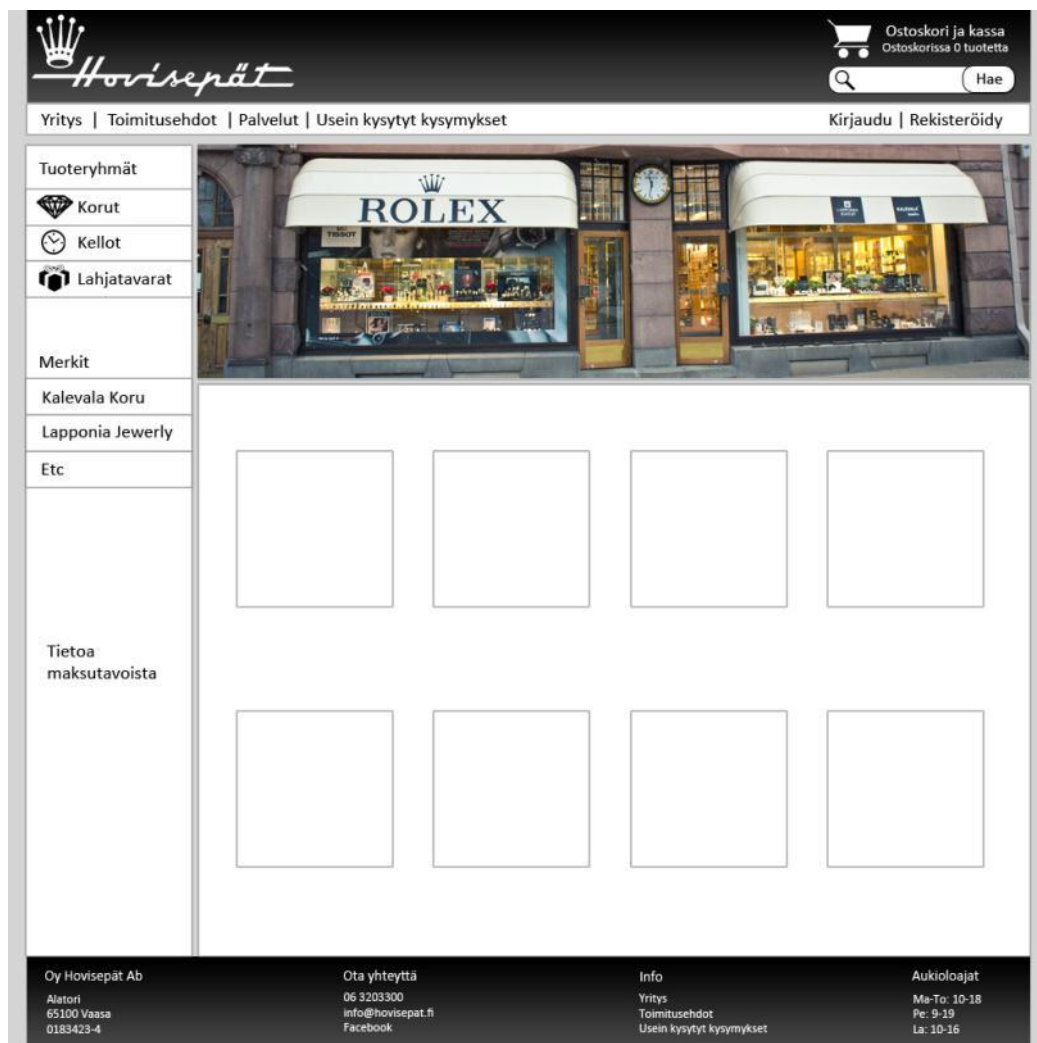 Hovisepät
Ostoskori ja kassa
Ostoskorissa 0 tuotetta
Hae
Yritys | Toimitusehdot | Palvelut | Usein kysytyt kysymykset
Kirjaudu | Rekisteröidy
Tuoteryhmät
Korut
Kellot
Lahjatavarat
Merkit
Kalevala Koru
Lapponia Jewerly
Etc
Tietoa
maksutavoista
ROLEX
TISSOT
Oy Hovisepät Ab
Alatori
65100 Vaasa
0183423-4
Ota yhteyttä
06 3203300
info@hovisepat.fi
Facebook
Info
Yritys
Toimitusehdot
Usein kysytyt kysymykset
Aukioloajat
Ma-To: 10-18
Pe: 9-19
La: 10-16